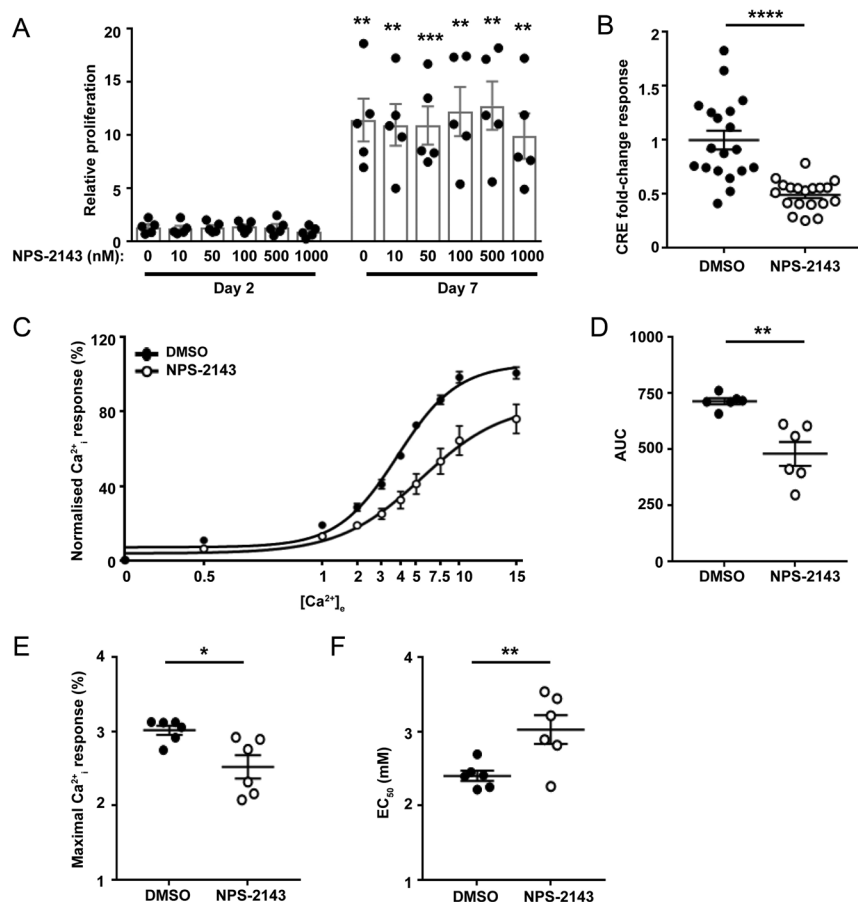 A
Relative proliferation
20
15
10
5
0
** ** *** ** ** **
NPS-2143 (nM): 0 10 50 100 500 1000 0 10 50 100 500 1000
Day 2 Day 7
B
CRE fold-change response
****
2
1.5
1
0.5
0
DMSO NPS-2143
C
Normalised Ca²⁺ᵢ response (%)
120
80
40
0
DMSO
NPS-2143
0 0.5 1 2 3 4 5 7.5 10 15
[Ca²⁺]ₑ
D
AUC
**
1000
750
500
250
0
DMSO NPS-2143
E
Maximal Ca²⁺ᵢ response (%)
*
4
3
2
1
DMSO NPS-2143
F
EC₅₀ (mM)
**
4
3
2
1
DMSO NPS-2143